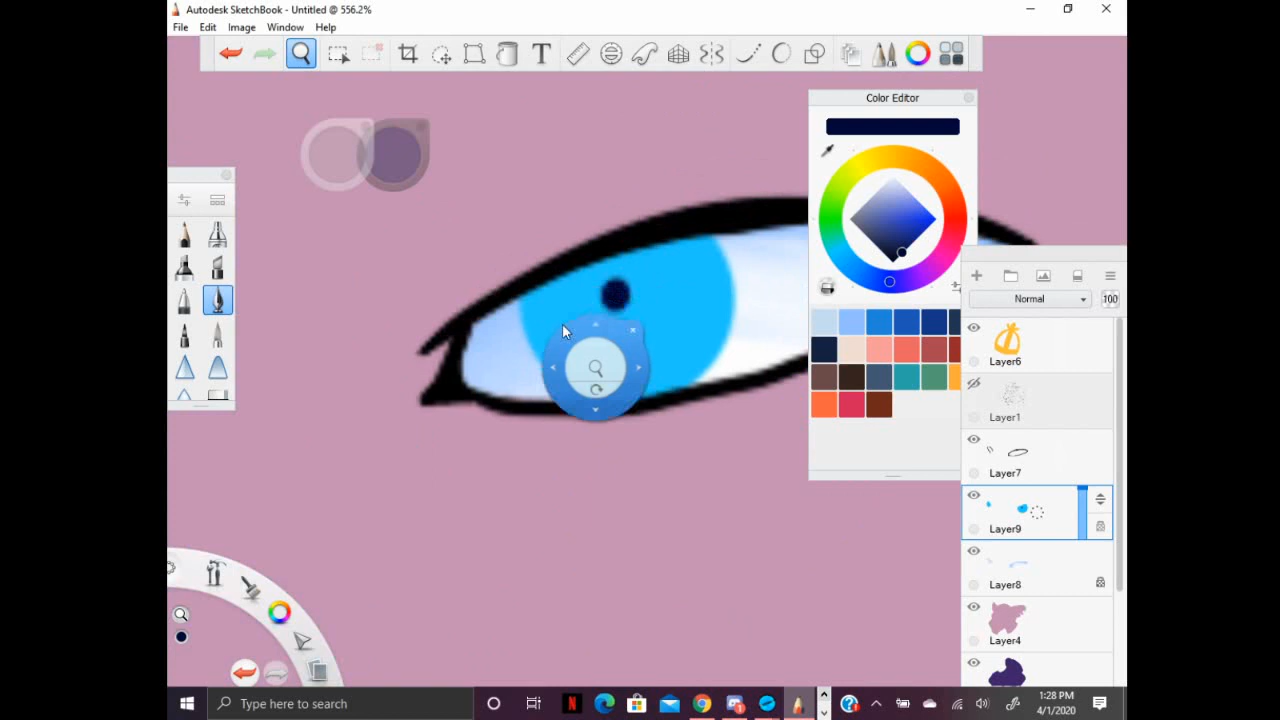 Autodesk SketchBook - Untitled @ 556.2%
File Edit Image Window Help
T
Color Editor
Normal
100
Layer6
Layer1
Layer7
Layer9
Layer8
Layer4
Type here to search
1:28 PM
4/1/2020